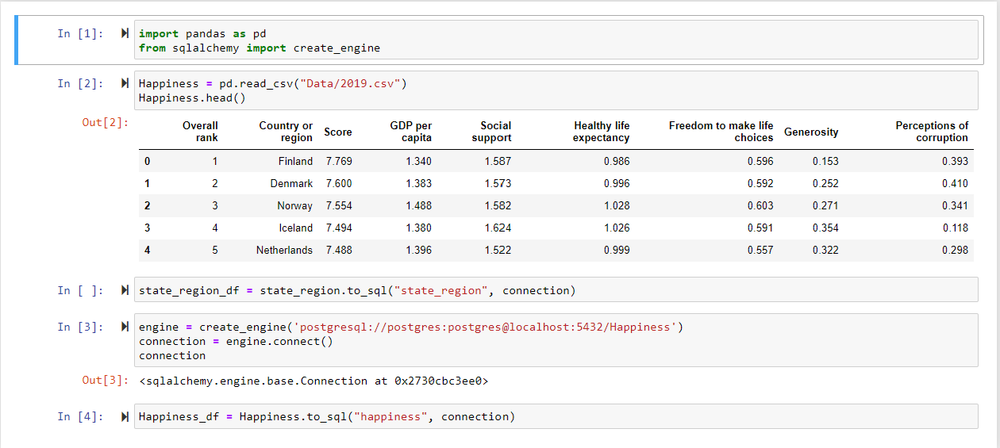 In [1]:
import pandas as pd
from sqlalchemy import create_engine
In [2]:
Happiness = pd.read_csv("Data/2019.csv")
Happiness.head()
Out[2]:
Overall rank Country or region Score GDP per capita Social support Healthy life expectancy Freedom to make life choices Generosity Perceptions of corruption
0 1 Finland 7.769 1.340 1.587 0.986 0.596 0.153 0.393
1 2 Denmark 7.600 1.383 1.573 0.996 0.592 0.252 0.410
2 3 Norway 7.554 1.488 1.582 1.028 0.603 0.271 0.341
3 4 Iceland 7.494 1.380 1.624 1.026 0.591 0.354 0.118
4 5 Netherlands 7.488 1.396 1.522 0.999 0.557 0.322 0.298
In [ ]:
state_region_df = state_region.to_sql("state_region", connection)
In [3]:
engine = create_engine('postgresql://postgres:postgres@localhost:5432/Happiness')
connection = engine.connect()
connection
Out[3]:
<sqlalchemy.engine.base.Connection at 0x2730cbc3ee0>
In [4]:
Happiness_df = Happiness.to_sql("happiness", connection)